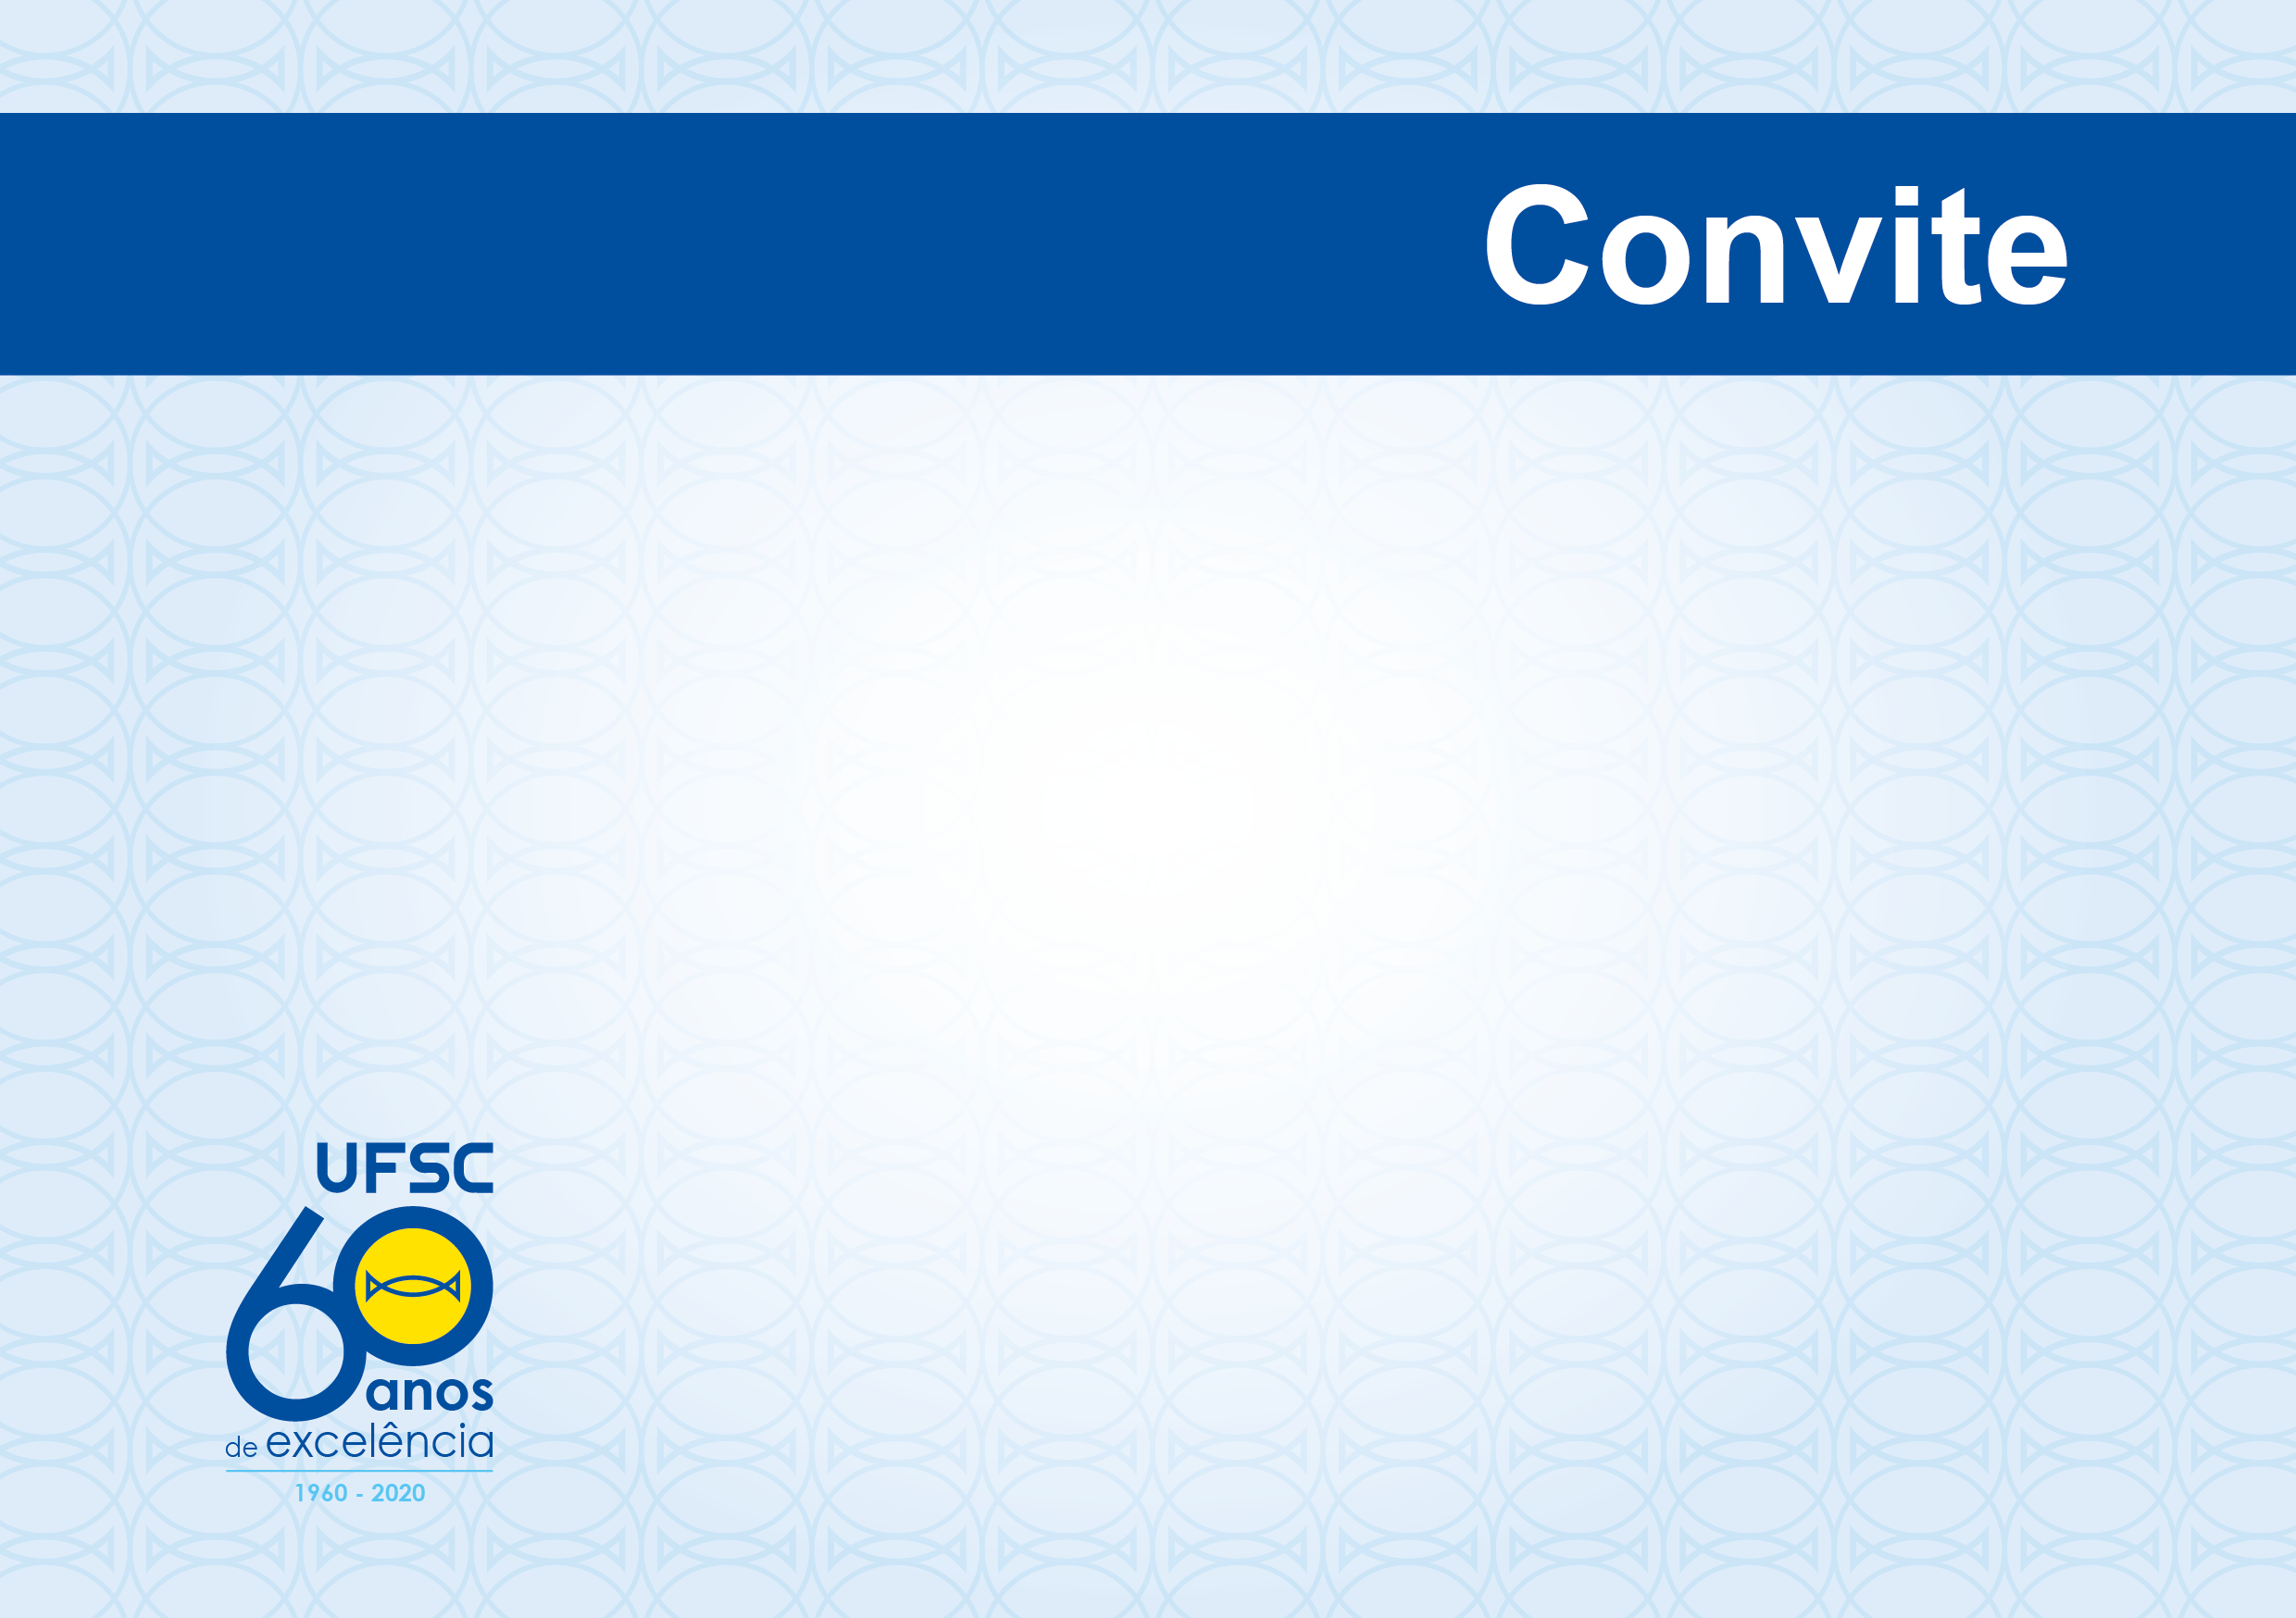 Convite
UFSC
60
anos
de excelência
1960 - 2020